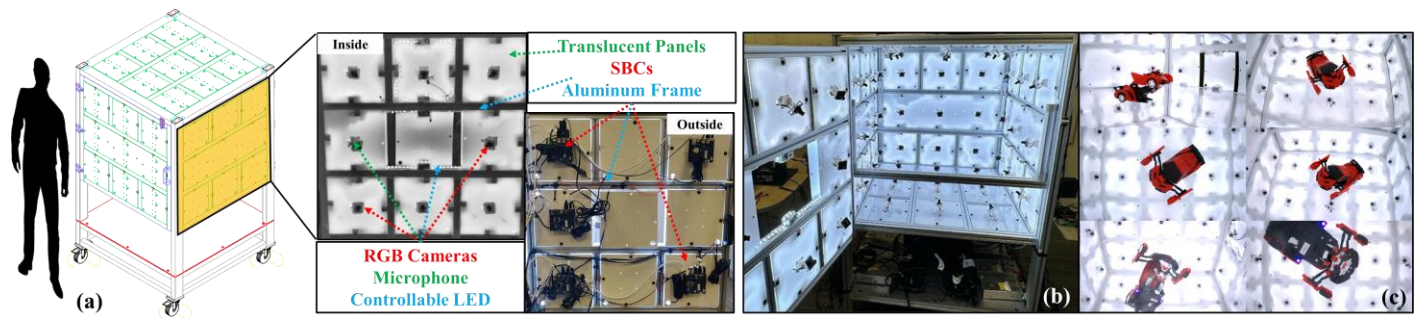 Inside
Translucent Panels
SBCs
Aluminum Frame
Outside
RGB Cameras
Microphone
Controllable LED
(a)
(b)
(c)